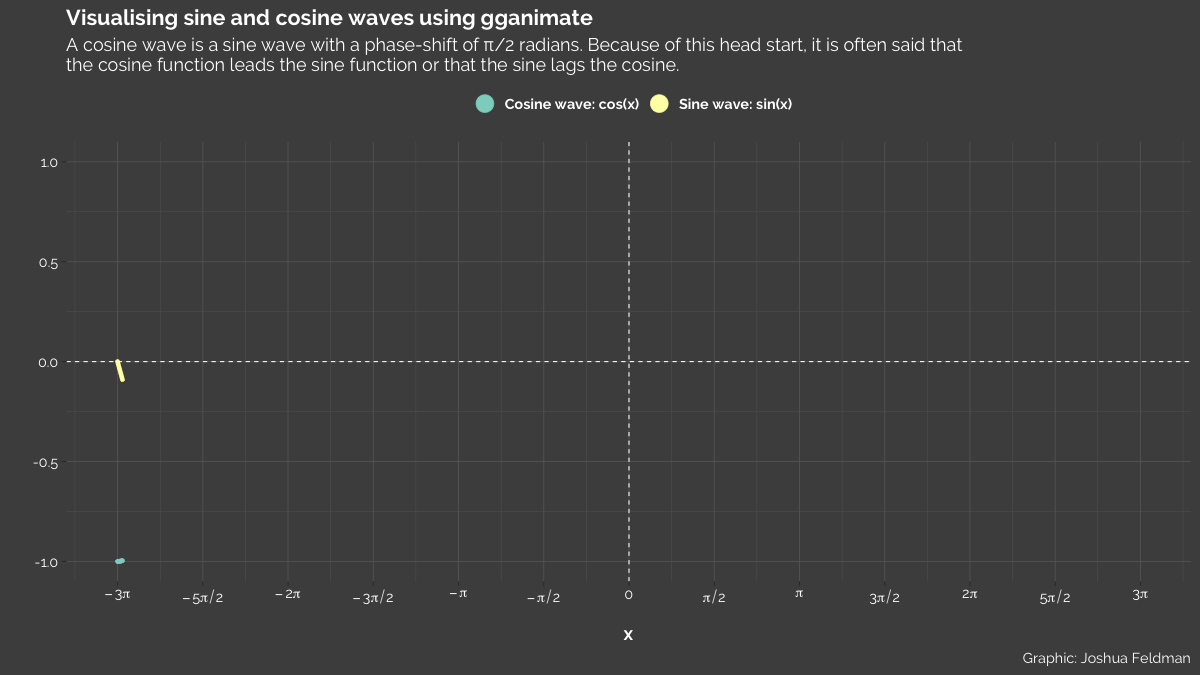 Visualising sine and cosine waves using gganimate
A cosine wave is a sine wave with a phase-shift of π/2 radians. Because of this head start, it is often said that
the cosine function leads the sine function or that the sine lags the cosine.
Cosine wave: cos(x) Sine wave: sin(x)
1.0
0.5
0.0
-0.5
-1.0
−3π −5π/2 −2π −3π/2 −π −π/2 0 π/2 π 3π/2 2π 5π/2 3π
x
Graphic: Joshua Feldman